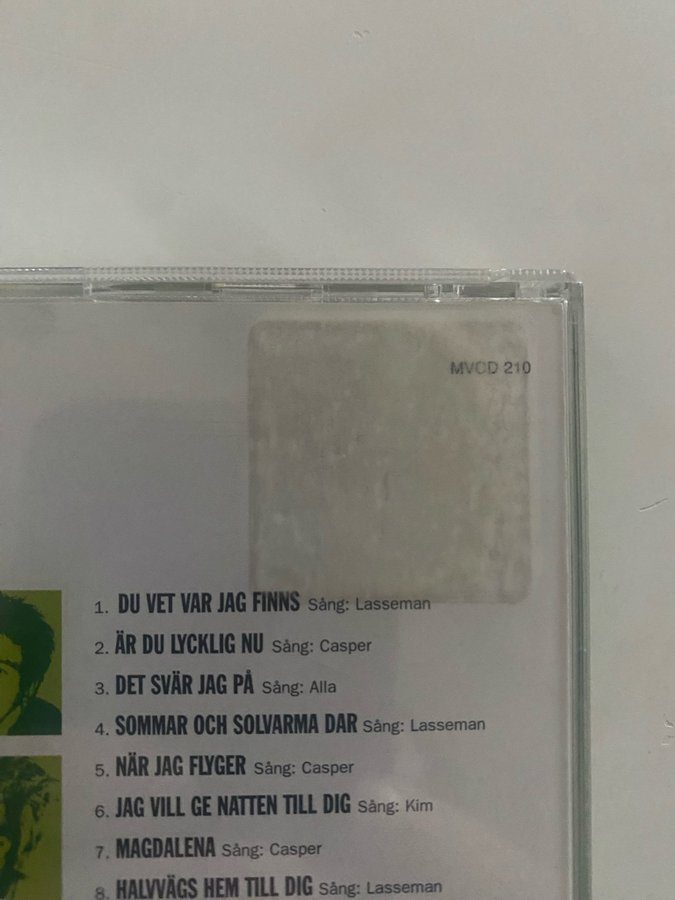 MVCD 210
1. DU VET VAR JAG FINNS Sång: Lasseman
2. ÄR DU LYCKLIG NU Sång: Casper
3. DET SVÄR JAG PÅ Sång: Alla
4. SOMMAR OCH SOLVARMA DAR Sång: Lasseman
5. NÄR JAG FLYGER Sång: Casper
6. JAG VILL GE NATTEN TILL DIG Sång: Kim
7. MAGDALENA Sång: Casper
8. HALVVÄGS HEM TILL DIG Sång: Lasseman